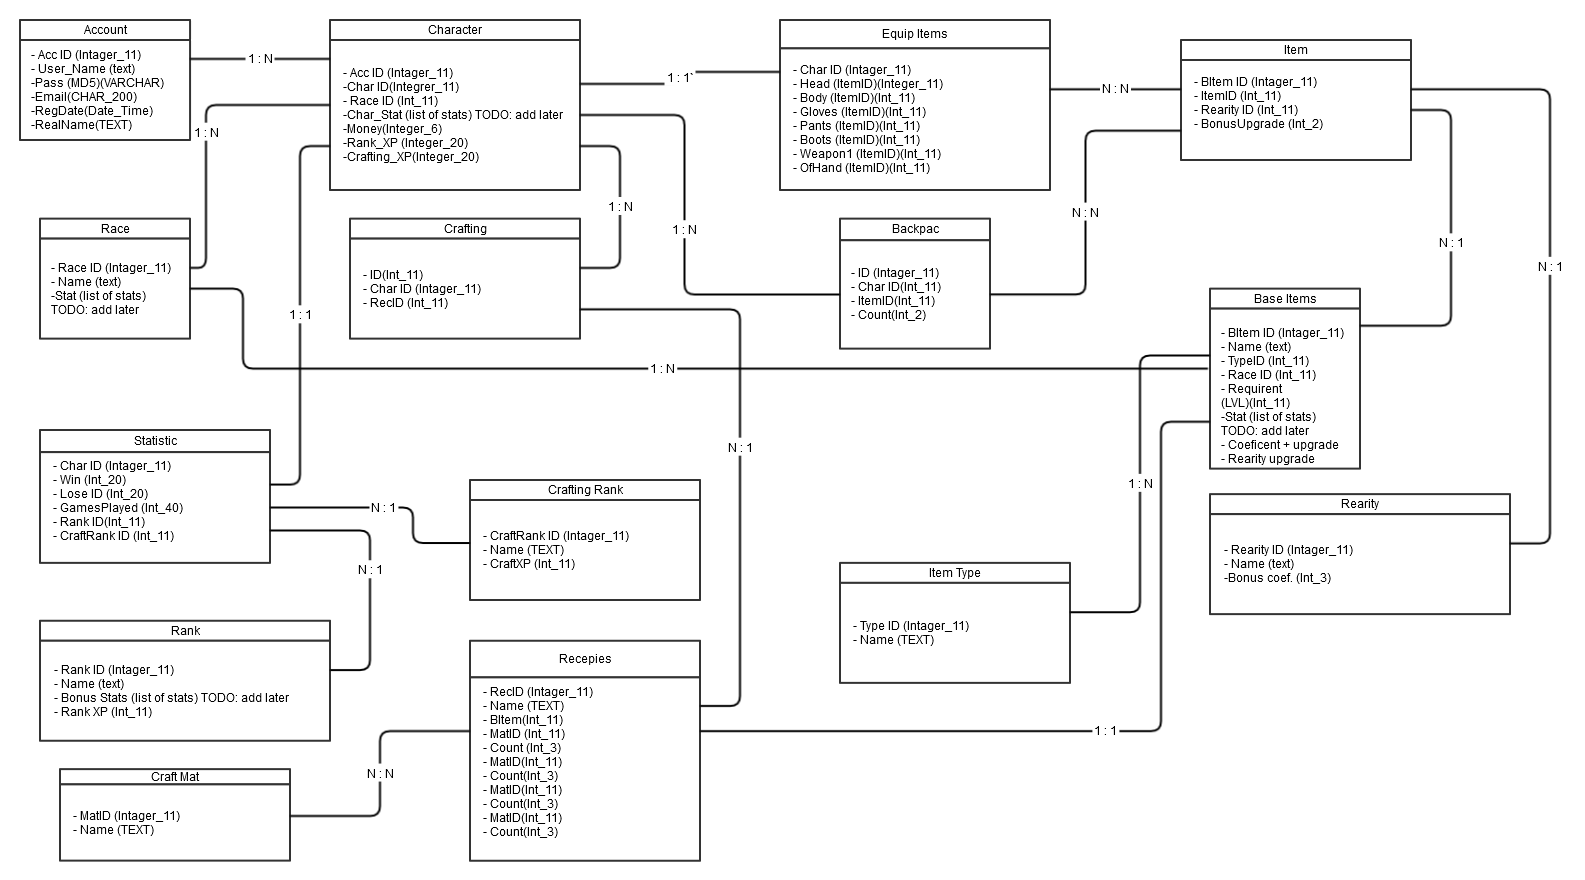 Account
- Acc ID (Intager_11)
- User_Name (text)
-Pass (MD5)(VARCHAR)
-Email(CHAR_200)
-RegDate(Date_Time)
-RealName(TEXT)
1 : N
Character
- Acc ID (Intager_11)
-Char ID(Integrer_11)
- Race ID (Int_11)
-Char_Stat (list of stats) TODO: add later
-Money(Integer_6)
-Rank_XP (Integer_20)
-Crafting_XP(Integer_20)
1 : 1`
Equip Items
- Char ID (Intager_11)
- Head (ItemID)(Integer_11)
- Body (ItemID)(Int_11)
- Gloves (ItemID)(Int_11)
- Pants (ItemID)(Int_11)
- Boots (ItemID)(Int_11)
- Weapon1 (ItemID)(Int_11)
- OfHand (ItemID)(Int_11)
N : N
Item
- BItem ID (Integer_11)
- ItemID (Int_11)
- Rearity ID (Int_11)
- BonusUpgrade (Int_2)
1 : N
1 : N
1 : N
N : N
N : 1
N : 1
Race
- Race ID (Intager_11)
- Name (text)
-Stat (list of stats)
TODO: add later
Crafting
- ID(Int_11)
- Char ID (Intager_11)
- RecID (Int_11)
Backpac
- ID (Intager_11)
- Char ID(Int_11)
- ItemID(Int_11)
- Count(Int_2)
Base Items
- BItem ID (Intager_11)
- Name (text)
- TypeID (Int_11)
- Race ID (Int_11)
- Requirent
(LVL)(Int_11)
-Stat (list of stats)
TODO: add later
- Coeficent + upgrade
- Rearity upgrade
1 : 1
1 : N
Statistic
- Char ID (Intager_11)
- Win (Int_20)
- Lose ID (Int_20)
- GamesPlayed (Int_40)
- Rank ID(Int_11)
- CraftRank ID (Int_11)
N : 1
N : 1
N : 1
1 : N
Crafting Rank
- CraftRank ID (Intager_11)
- Name (TEXT)
- CraftXP (Int_11)
Rearity
- Rearity ID (Intager_11)
- Name (text)
-Bonus coef. (Int_3)
Item Type
- Type ID (Intager_11)
- Name (TEXT)
Rank
- Rank ID (Intager_11)
- Name (text)
- Bonus Stats (list of stats) TODO: add later
- Rank XP (Int_11)
Recepies
- RecID (Intager_11)
- Name (TEXT)
- BItem(Int_11)
- MatID (Int_11)
- Count (Int_3)
- MatID(Int_11)
- Count(Int_3)
- MatID(Int_11)
- Count(Int_3)
- MatID(Int_11)
- Count(Int_3)
1 : 1
N : N
Craft Mat
- MatID (Intager_11)
- Name (TEXT)